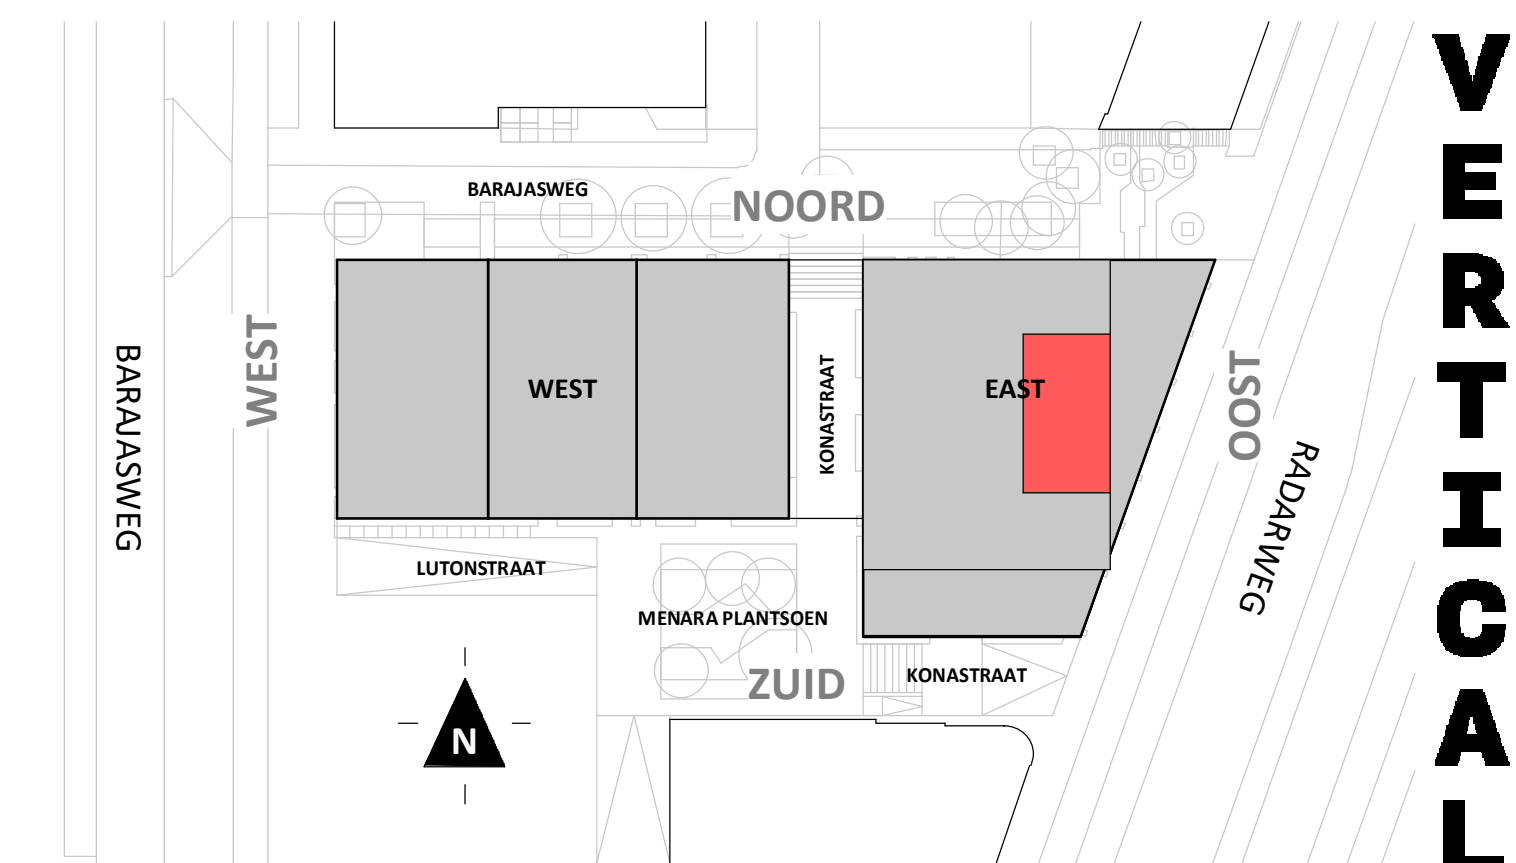 BARAJASWEG
NOORD
WEST
BARAJASWEG
WEST
KONASTRAAT
EAST
OOST
RADARWEG
LUTONSTRAAT
MENARA PLANTSOEN
ZUID
KONASTRAAT
N
VERTICAL